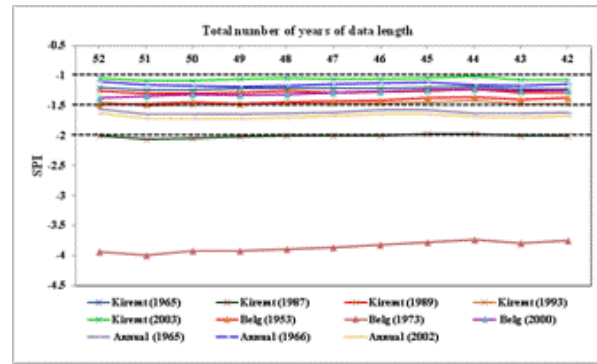 Total number of years of data length
-0.5
52 51 50 49 48 47 46 45 44 43 42
-1
-1.5
-2
-2.5
-3
-3.5
-4
-4.5
SPI
Kiremt (1965) Kiremt (1987) Kiremt (1989) Kiremt (1993)
Kiremt (2003) Belg (1953) Belg (1973) Belg (2000)
Annual (1965) Annual (1966) Annual (2002)